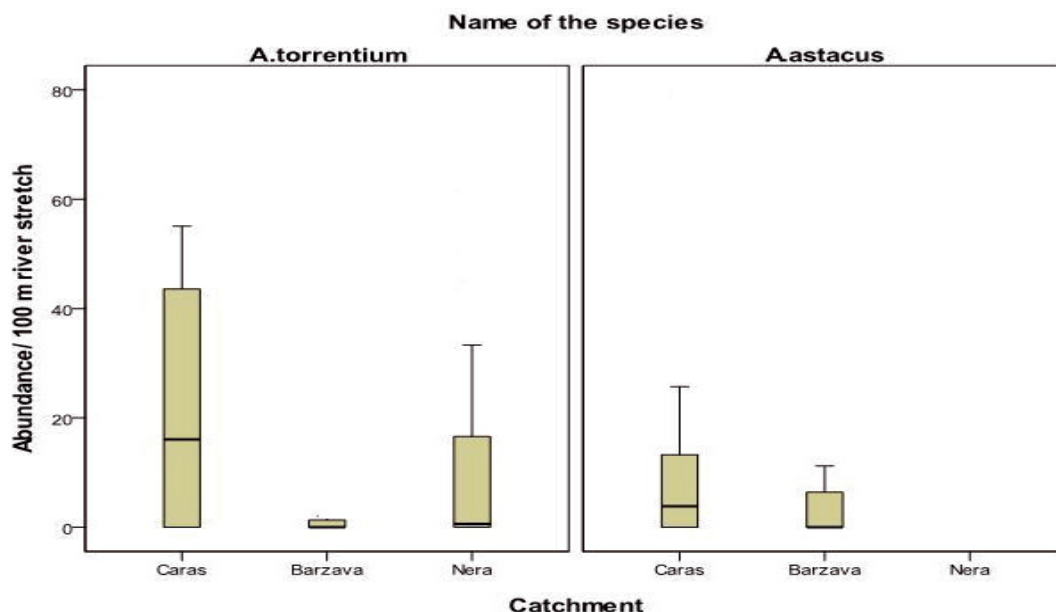 Name of the species
A.torrentium
A.astacus
Abundance/ 100 m river stretch
80
60
40
20
0
Caras
Barzava
Nera
Caras
Barzava
Nera
Catchment